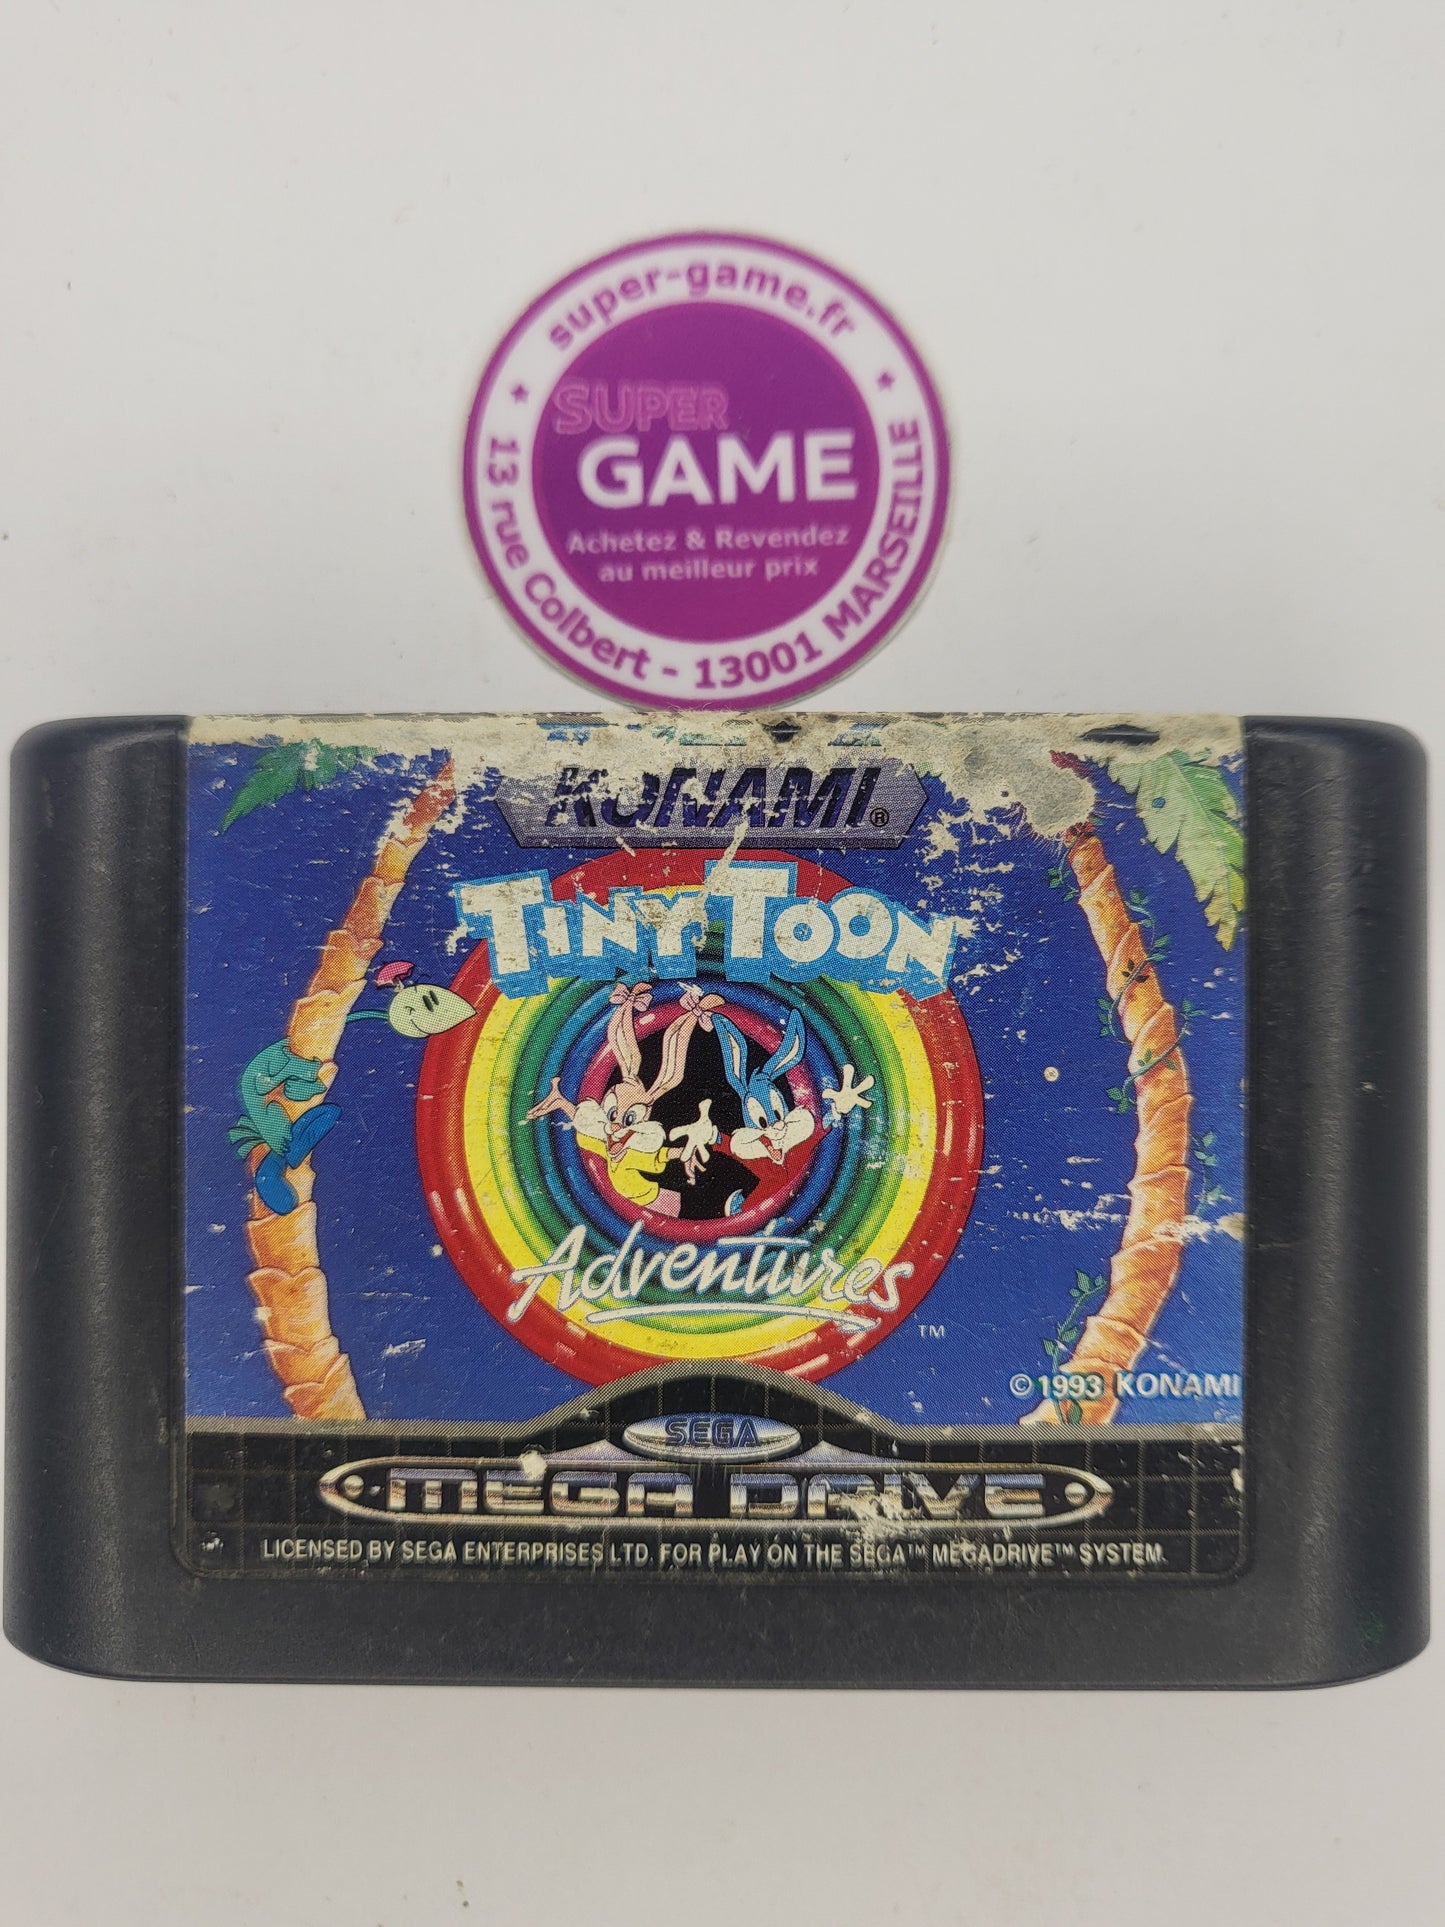 super-game.fr
SUPER
GAME
Achetez & Revendez
au meilleur prix
13 rue Colbert - 13001 MARSEILLE
KONAMI®
TINY TOON
Adventures
TM
©1993 KONAMI
SEGA
MEGA DRIVE
LICENSED BY SEGA ENTERPRISES LTD. FOR PLAY ON THE SEGA™ MEGADRIVE™ SYSTEM.